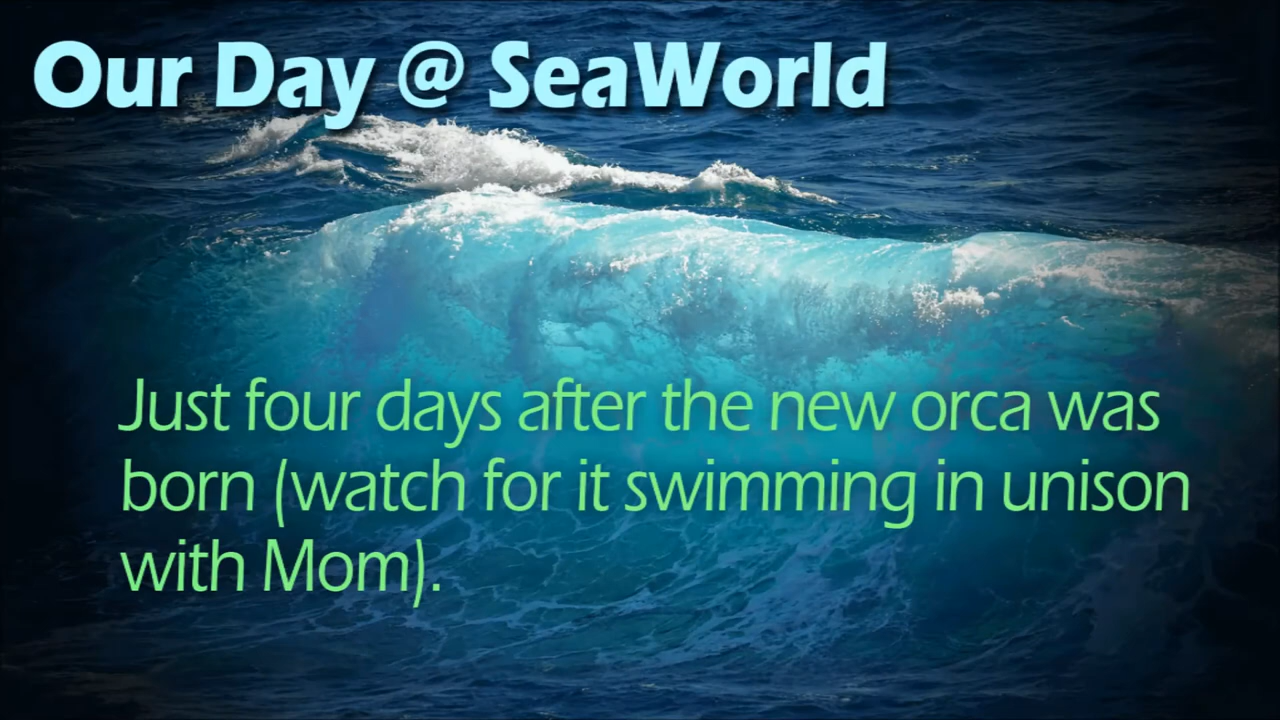 Our Day @ SeaWorld
Just four days after the new orca was
born (watch for it swimming in unison
with Mom).